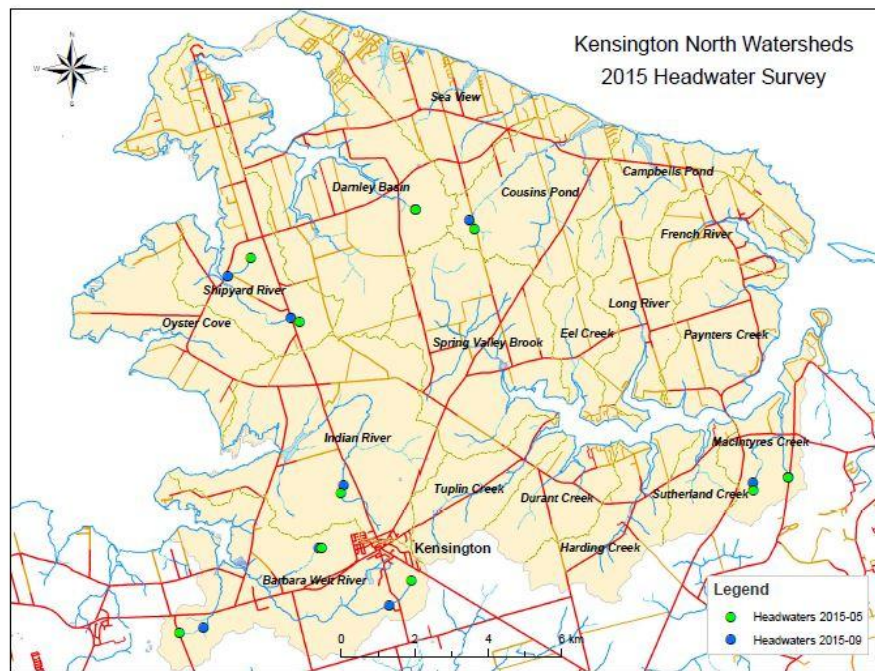 Kensington North Watersheds
2015 Headwater Survey
N
W E
S
Sea View
Darnley Basin
Cousins Pond
Campbells Pond
French River
Shipyard River
Long River
Oyster Cove
Spring Valley Brook
Eel Creek
Paynters Creek
Indian River
MacIntyres Creek
Tuplin Creek
Durant Creek
Sutherland Creek
Kensington
Harding Creek
Barbara Weit River
Legend
Headwaters 2015-05
Headwaters 2015-09
0 2 4 6 km